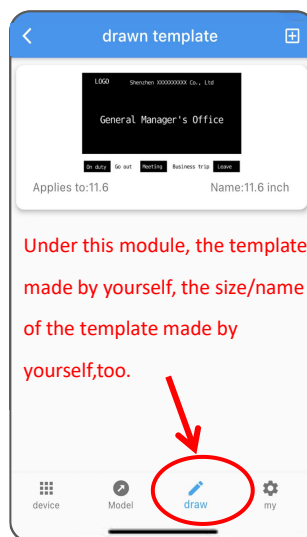 drawn template
LOGO Shenzhen XXXXXXXXXX Co., Ltd
General Manager's Office
On duty Go out Meeting Business trip Leave
Applies to:11.6 Name:11.6 inch
Under this module, the template
made by yourself, the size/name
of the template made by
yourself,too.
device Model draw my